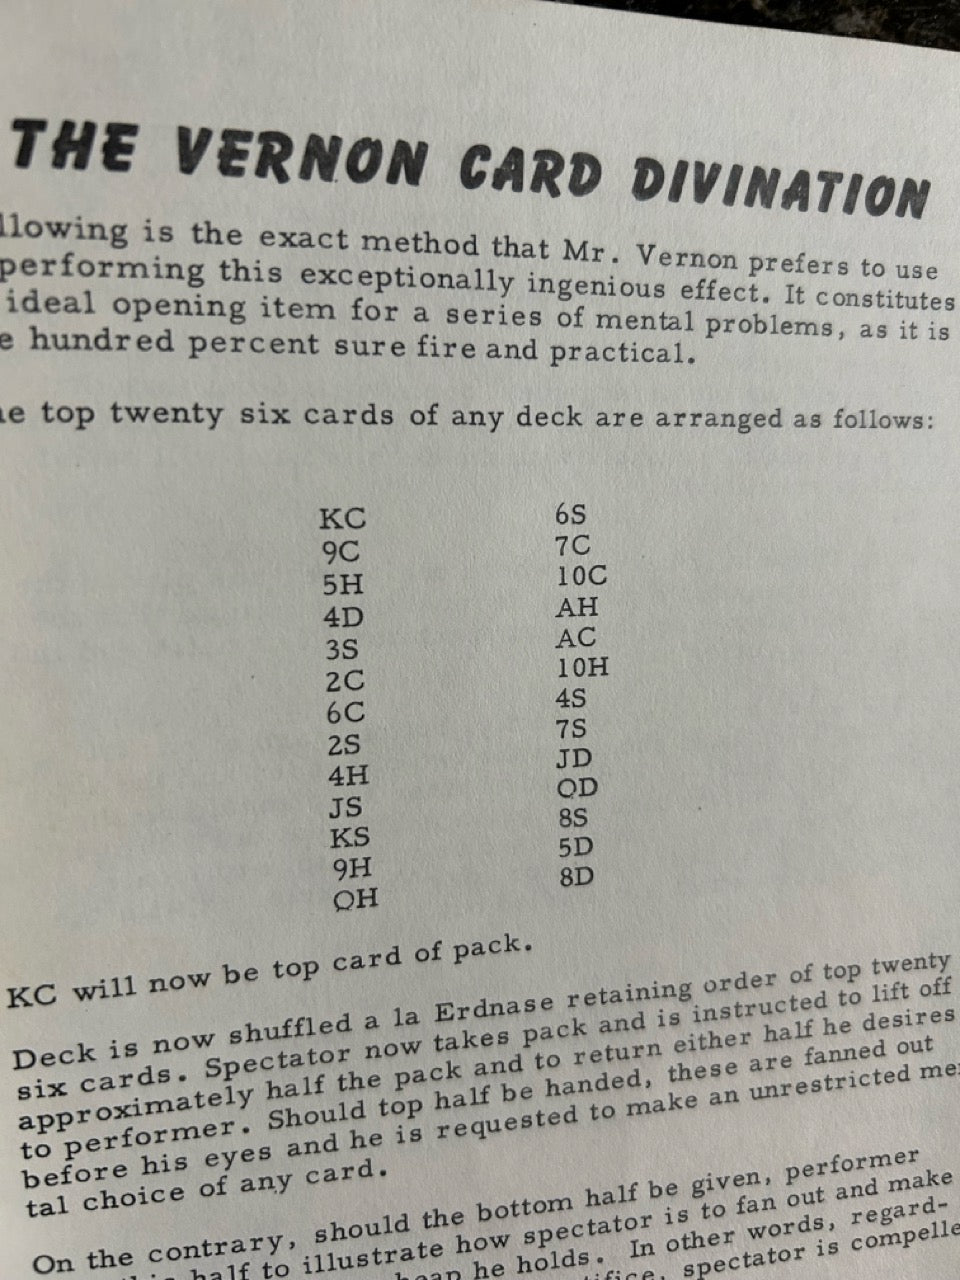 THE VERNON CARD DIVINATION
llowing is the exact method that Mr. Vernon prefers to use
performing this exceptionally ingenious effect. It constitutes
ideal opening item for a series of mental problems, as it is
e hundred percent sure fire and practical.
e top twenty six cards of any deck are arranged as follows:
KC
9C
5H
4D
3S
2C
6C
2S
4H
JS
KS
9H
QH
6S
7C
10C
AH
AC
10H
4S
7S
JD
QD
8S
5D
8D
KC will now be top card of pack.
Deck is now shuffled a la Erdnase retaining order of top twenty
six cards. Spectator now takes pack and is instructed to lift off
approximately half the pack and to return either half he desires
to performer. Should top half be handed, these are fanned out
before his eyes and he is requested to make an unrestricted me
tal choice of any card.
On the contrary, should the bottom half be given, performer
half to illustrate how spectator is to fan out and make
he holds. In other words, regard-
spectator is compelle